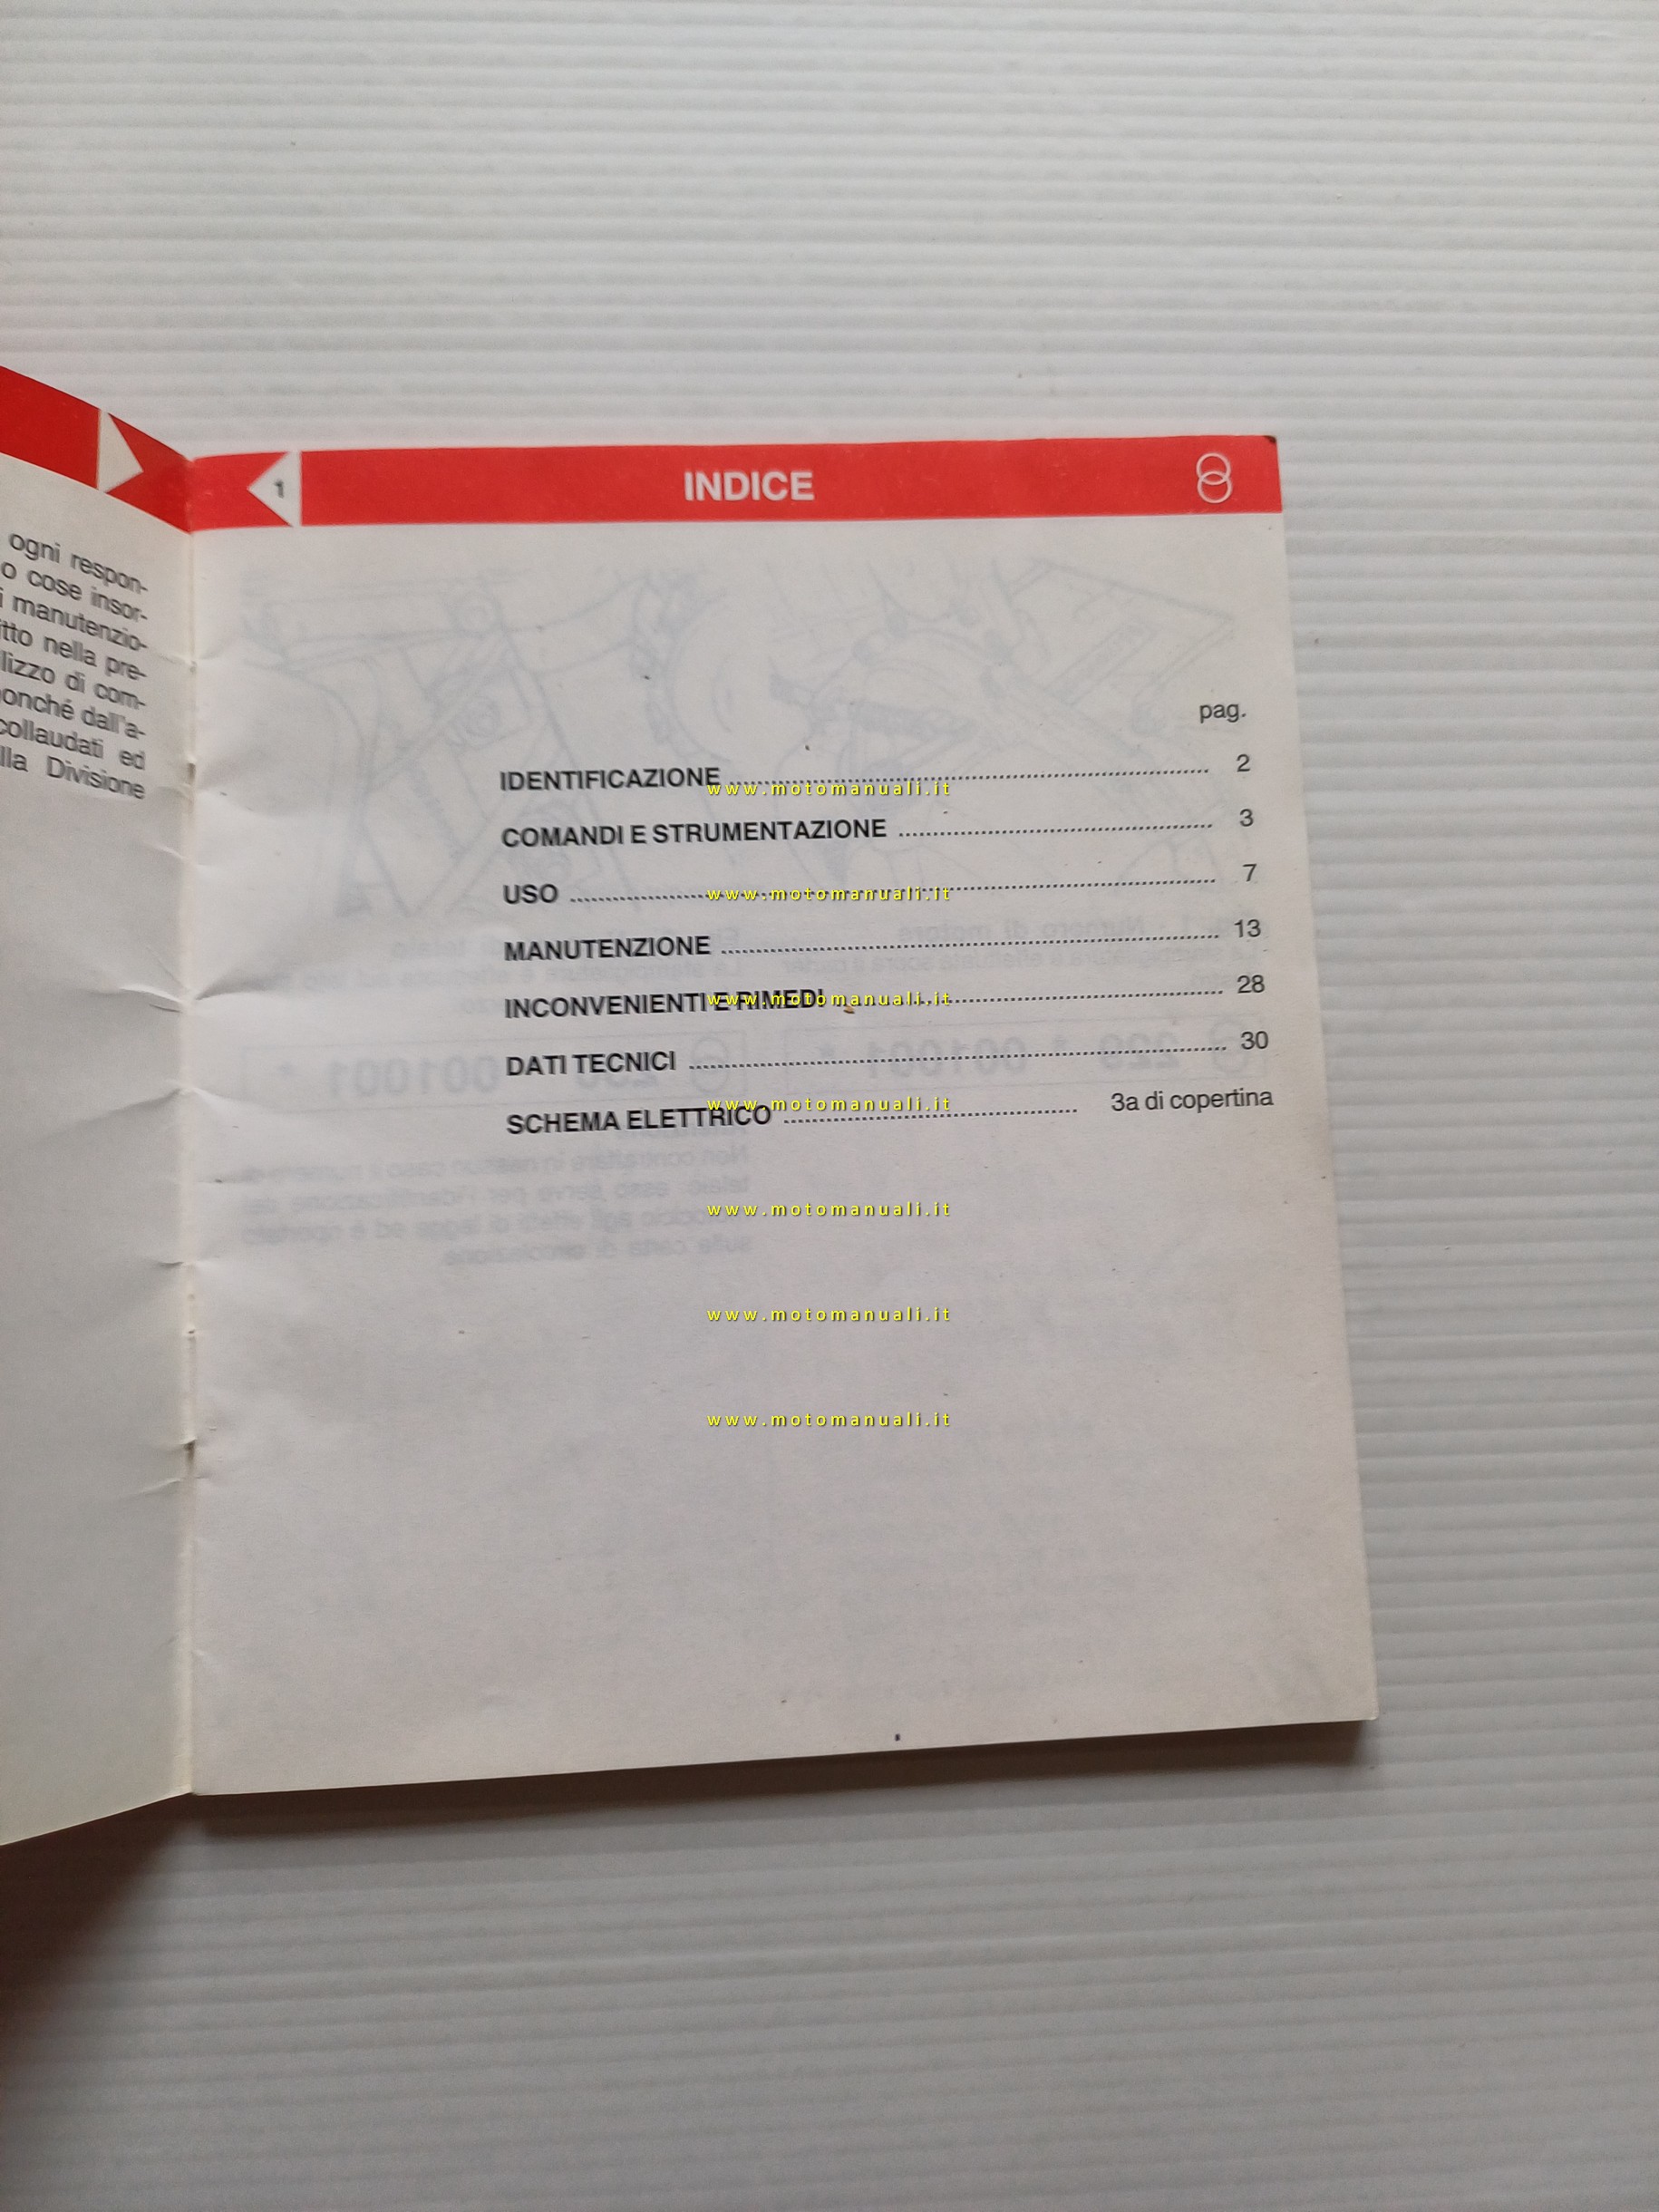 ogni respon-
o cose insor-
i manutenzio-
itto nella pre-
lizzo di com-
onché dall'a-
collaudati ed
lla Divisione
1
INDICE
pag.
IDENTIFICAZIONE ........ 2
www.motomanuali.it
COMANDI E STRUMENTAZIONE ........ 3
USO ........ 7
www.motomanuali.it
MANUTENZIONE ........ 13
INCONVENIENTI E RIMEDI ........ 28
www.motomanuali.it
DATI TECNICI ........ 30
SCHEMA ELETTRICO ........ 3a di copertina
www.motomanuali.it
www.motomanuali.it
www.motomanuali.it
www.motomanuali.it